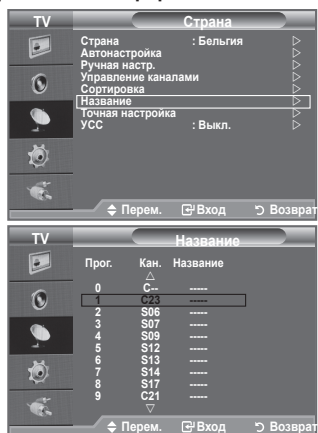 TV Страна
Страна : Бельгия
Автонастройка
Ручная настр.
Управление каналами
Сортировка
Название
Точная настройка
УСС : Выкл.
Перем. Вход Возврат
TV Название
Прог. Кан. Название
0 C-- -----
1 C23 -----
2 S06 -----
3 S07 -----
4 S09 -----
5 S12 -----
6 S13 -----
7 S14 -----
8 S17 -----
9 C21 -----
Перем. Вход Возврат